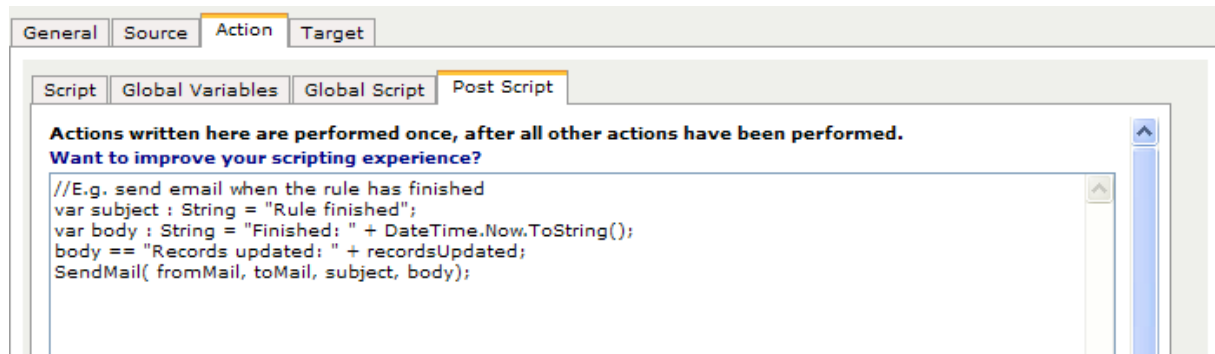 General Source Action Target
Script Global Variables Global Script Post Script
Actions written here are performed once, after all other actions have been performed.
Want to improve your scripting experience?
//E.g. send email when the rule has finished
var subject : String = "Rule finished";
var body : String = "Finished: " + DateTime.Now.ToString();
body == "Records updated: " + recordsUpdated;
SendMail( fromMail, toMail, subject, body);